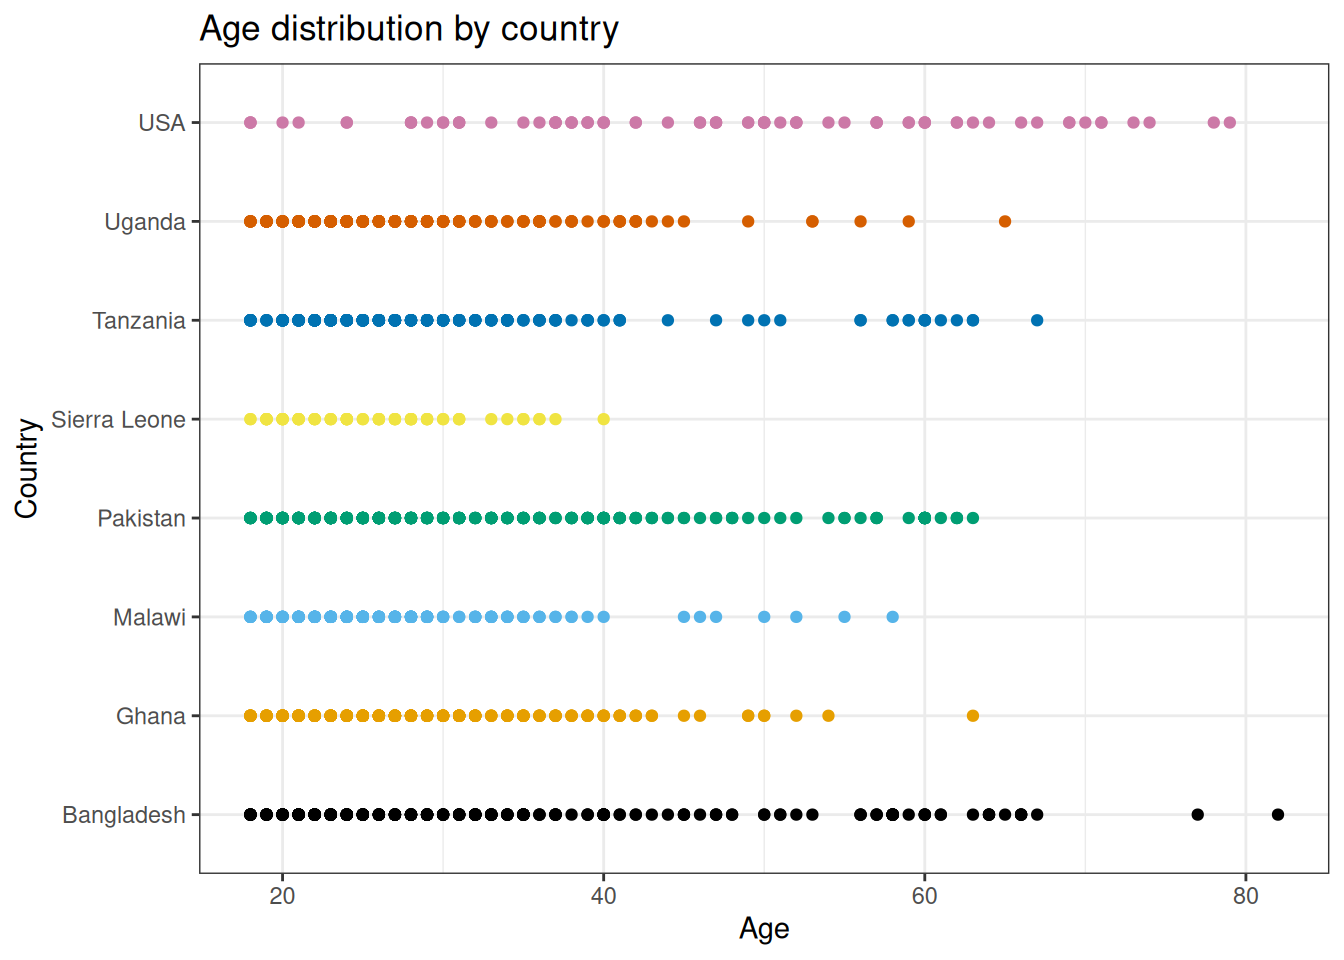 Age distribution by country
USA
Uganda
Tanzania
Sierra Leone
Pakistan
Malawi
Ghana
Bangladesh
Country
20 40 60 80
Age